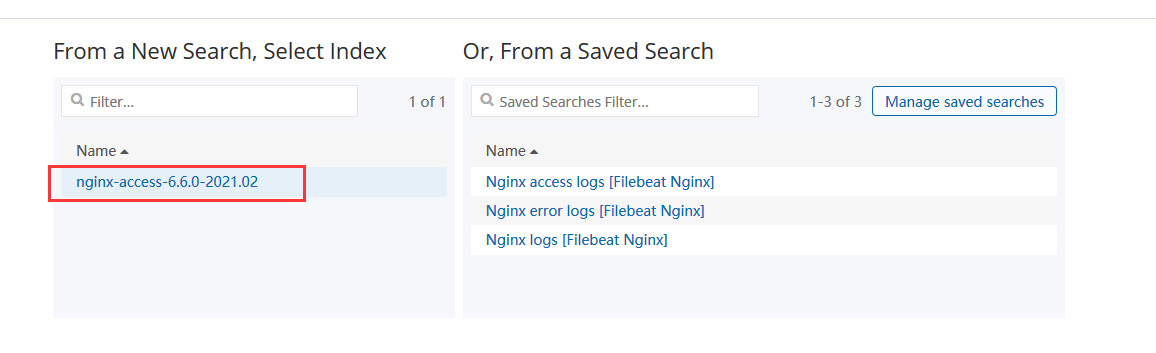 From a New Search, Select Index
Filter...
1 of 1
Name
nginx-access-6.6.0-2021.02
Or, From a Saved Search
Saved Searches Filter...
1-3 of 3
Manage saved searches
Name
Nginx access logs [Filebeat Nginx]
Nginx error logs [Filebeat Nginx]
Nginx logs [Filebeat Nginx]